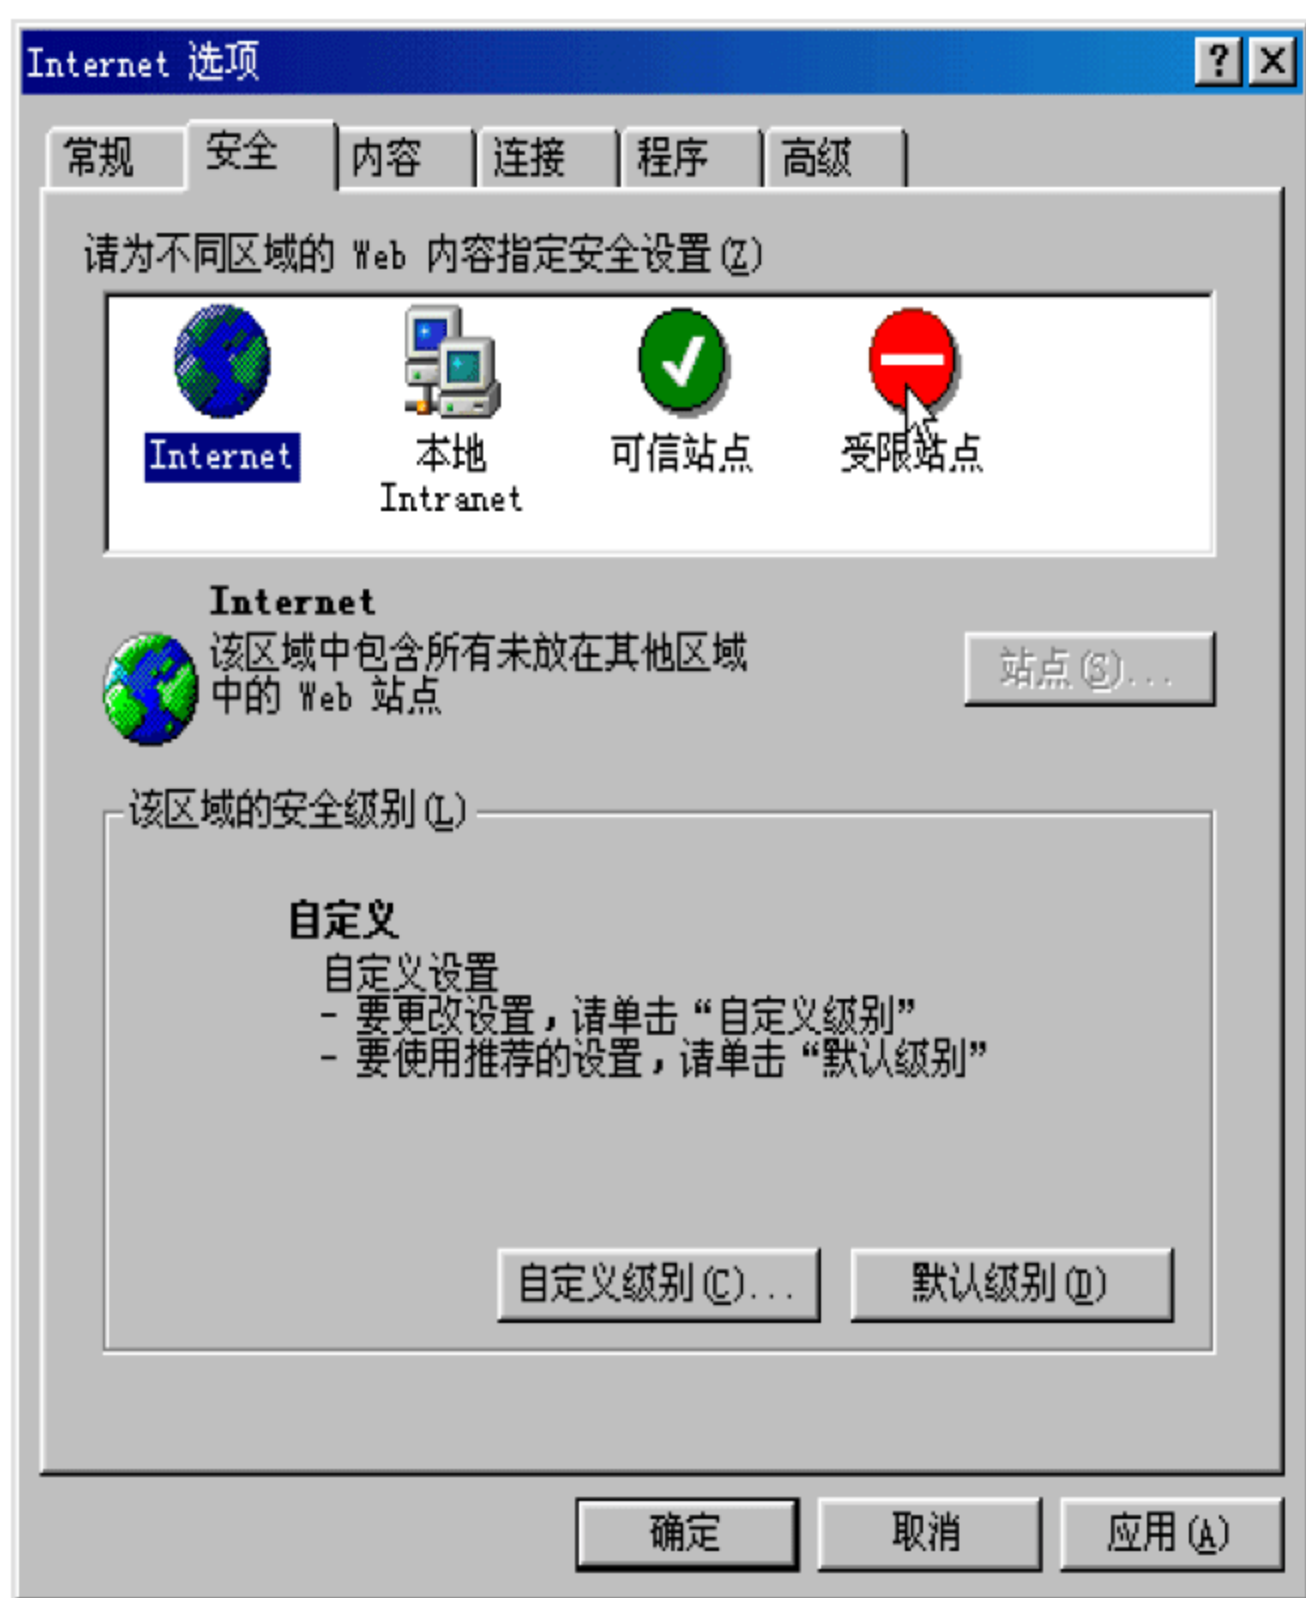 Internet 选项
常规 安全 内容 连接 程序 高级
请为不同区域的 Web 内容指定安全设置(Z)
Internet 本地 Intranet 可信站点 受限站点
Internet
该区域中包含所有未放在其他区域
中的 Web 站点
站点(S)...
该区域的安全级别(L)
自定义
自定义设置
- 要更改设置，请单击“自定义级别”
- 要使用推荐的设置，请单击“默认级别”
自定义级别(C)... 默认级别(D)
确定 取消 应用(A)